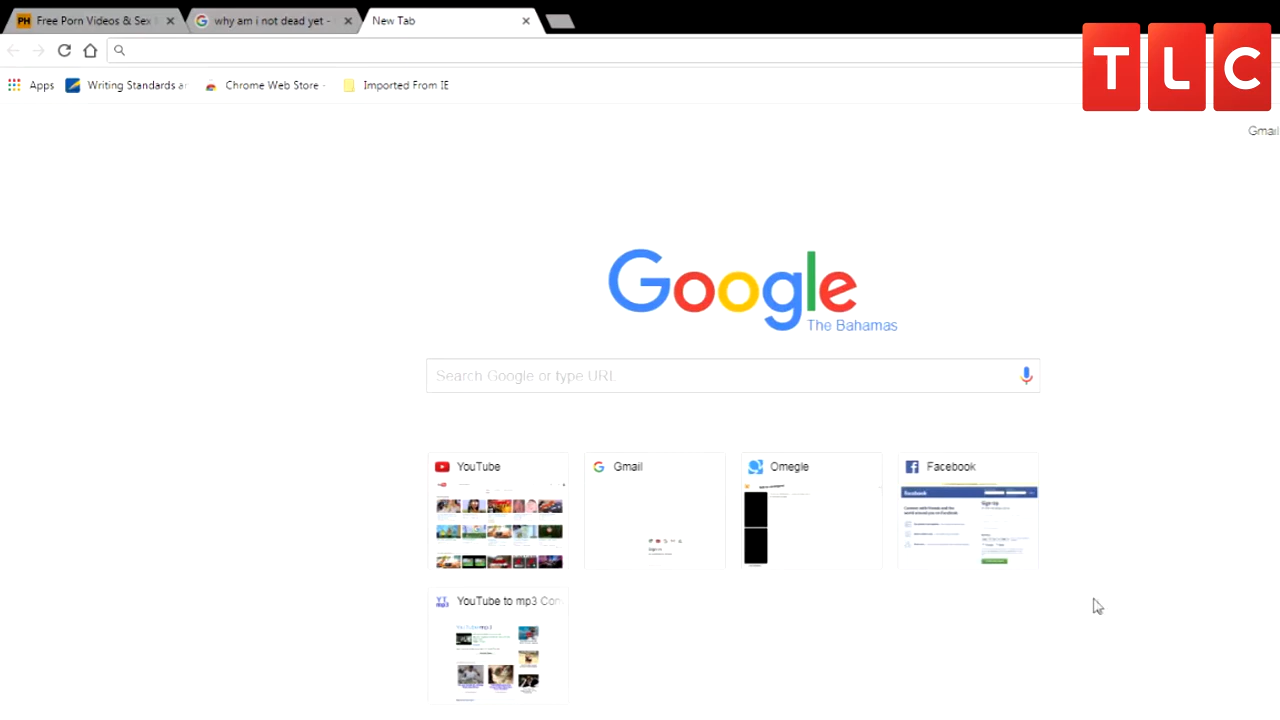 Free Porn Videos & Sex
why am i not dead yet -
New Tab
TLC
Apps
Writing Standards ar
Chrome Web Store -
Imported From IE
Gmail
Google
The Bahamas
Search Google or type URL
YouTube
Gmail
Omegle
Facebook
YouTube to mp3 Con